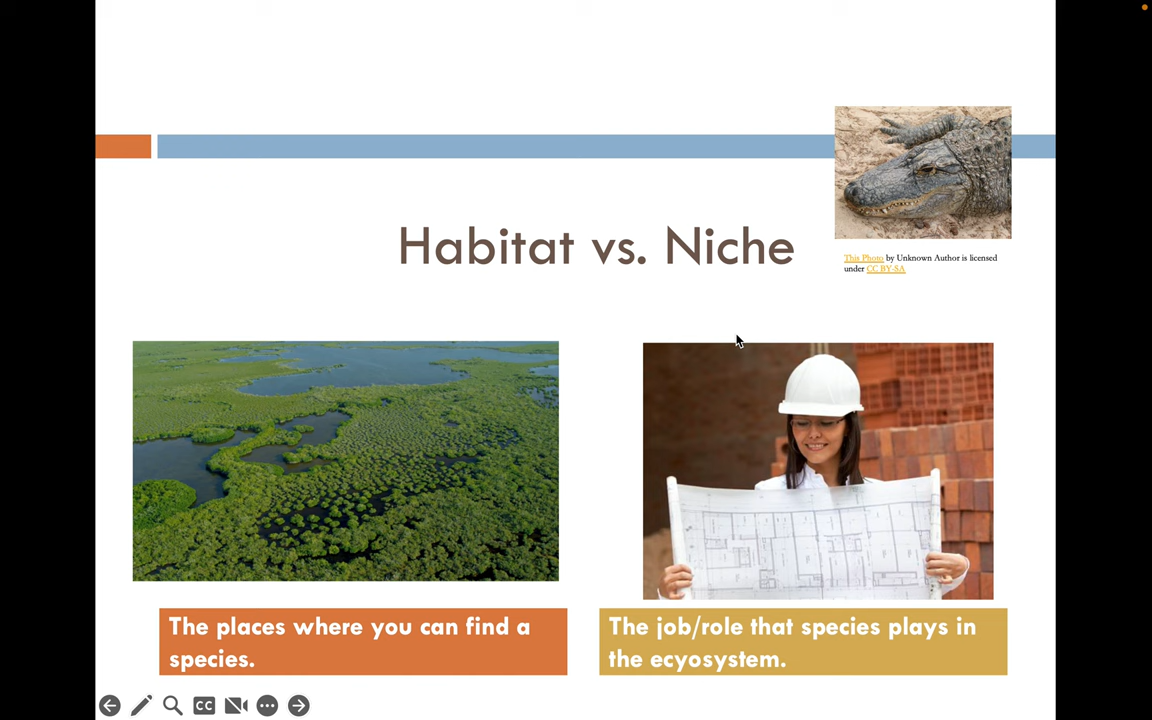 Habitat vs. Niche
This Photo by Unknown Author is licensed
under CC BY-SA
The places where you can find a
species.
The job/role that species plays in
the ecyosystem.
CC